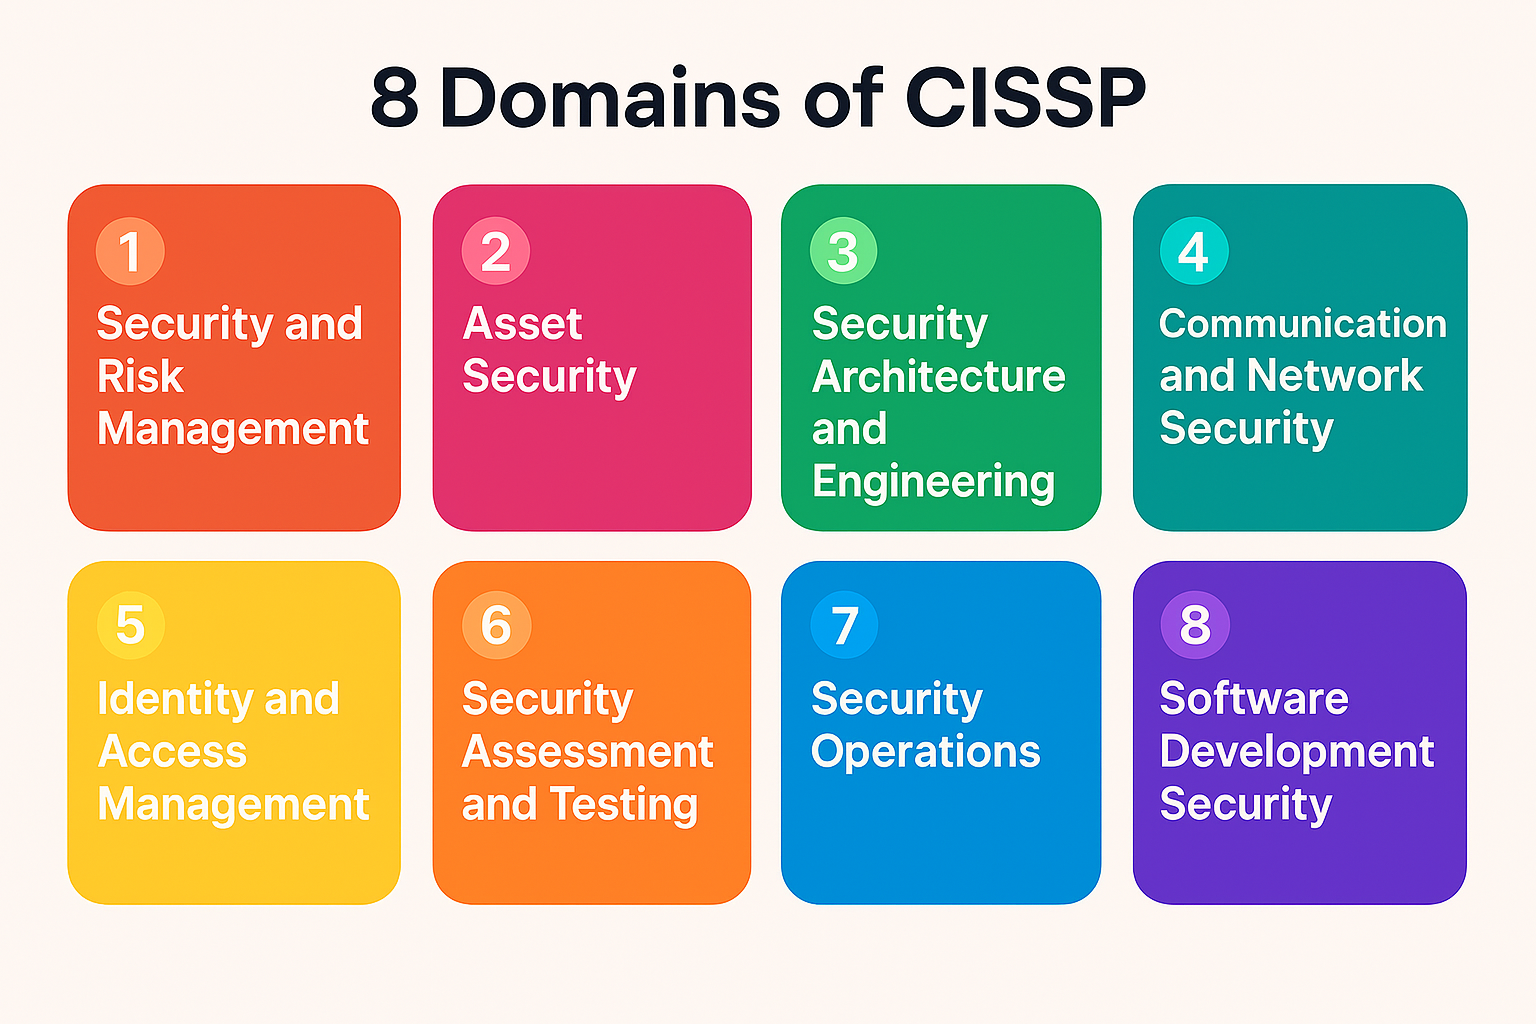 8 Domains of CISSP
1
Security and
Risk
Management
2
Asset
Security
3
Security
Architecture
and
Engineering
4
Communication
and Network
Security
5
Identity and
Access
Management
6
Security
Assessment
and Testing
7
Security
Operations
8
Software
Development
Security